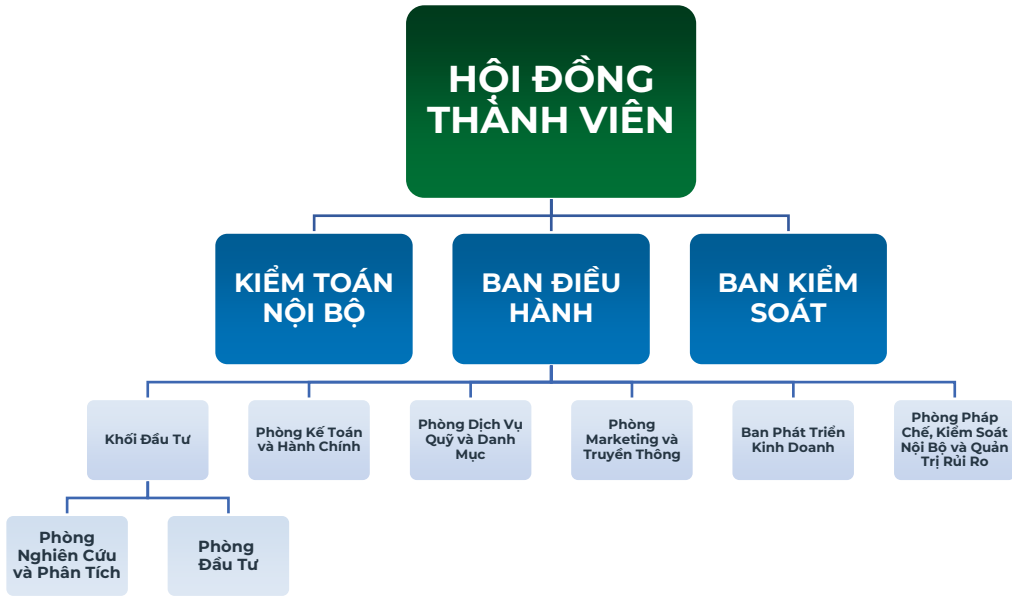 HỘI ĐỒNG
THÀNH VIÊN
KIỂM TOÁN
NỘI BỘ
BAN ĐIỀU
HÀNH
BAN KIỂM
SOÁT
Khối Đầu Tư
Phòng Kế Toán
và Hành Chính
Phòng Dịch Vụ
Quỹ và Danh
Mục
Phòng
Marketing và
Truyền Thông
Ban Phát Triển
Kinh Doanh
Phòng Pháp
Chế, Kiểm Soát
Nội Bộ và Quản
Trị Rủi Ro
Phòng
Nghiên Cứu
và Phân Tích
Phòng
Đầu Tư